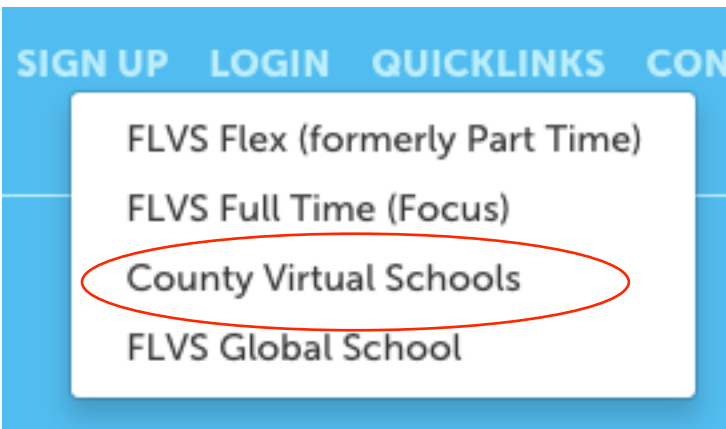 SIGN UP LOGIN QUICKLINKS CON
FLVS Flex (formerly Part Time)
FLVS Full Time (Focus)
County Virtual Schools
FLVS Global School